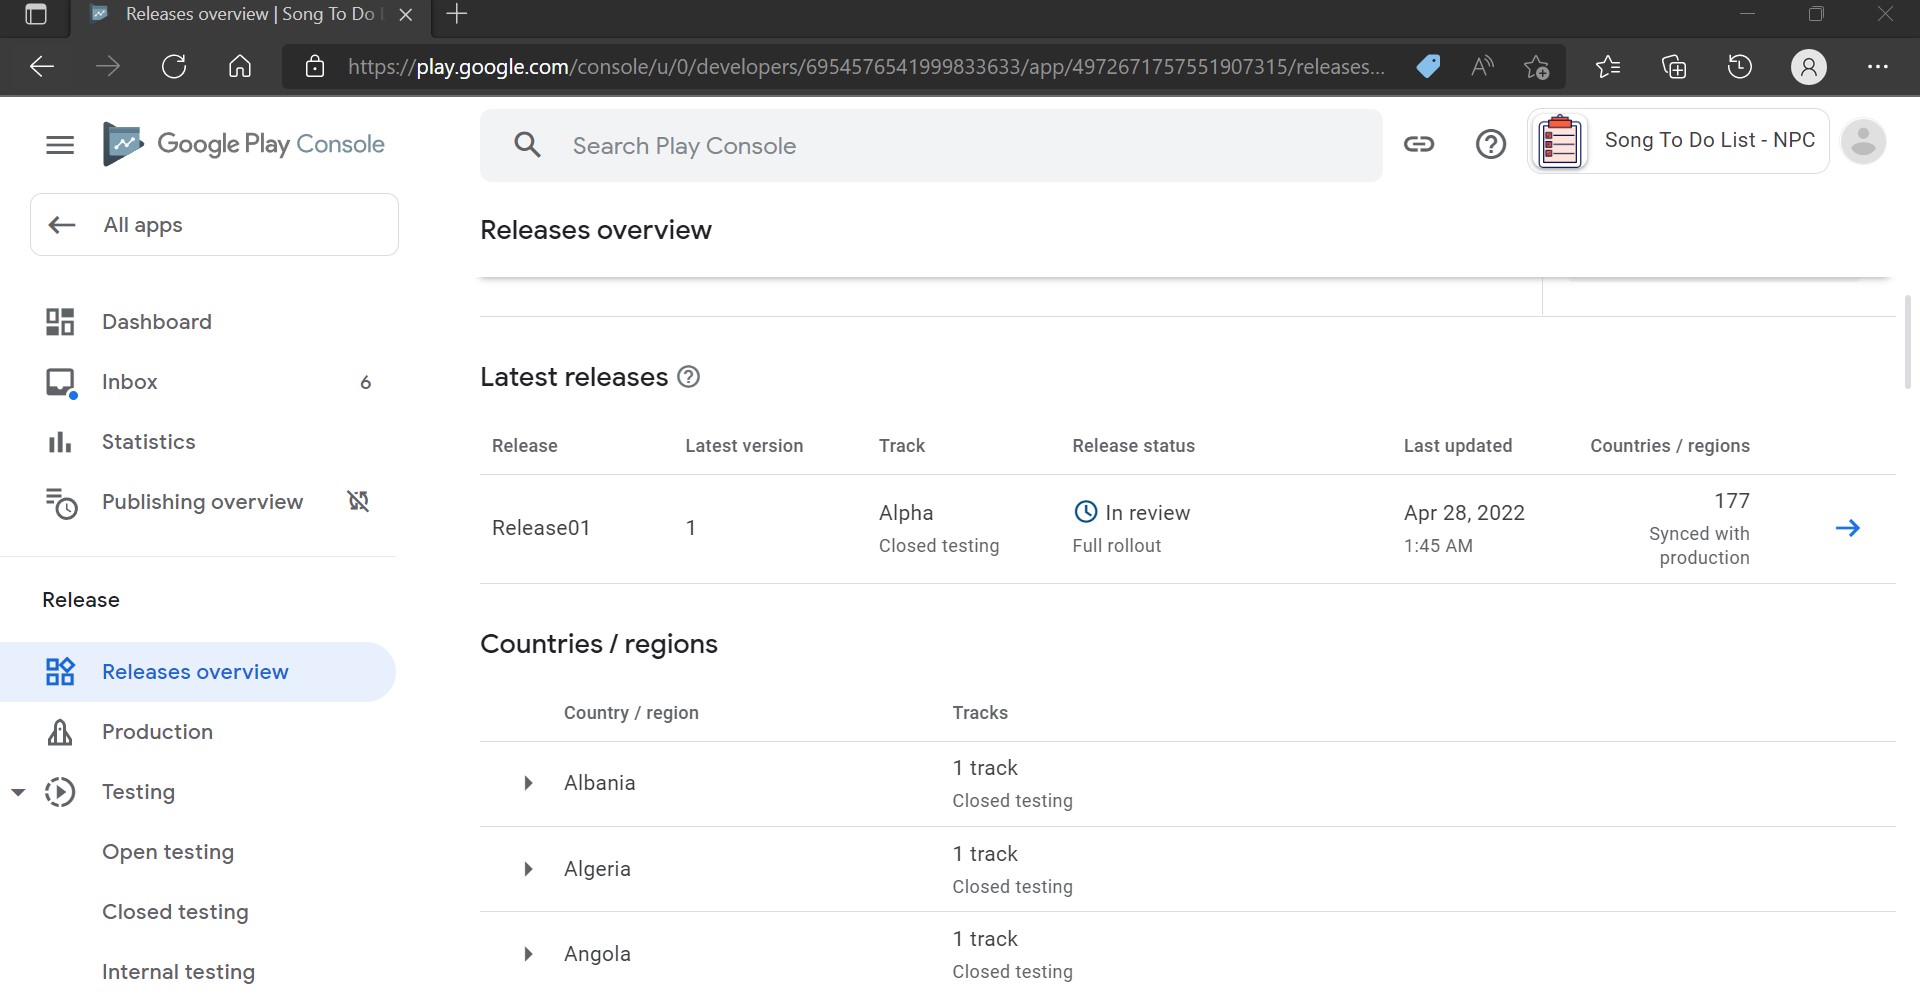 Releases overview | Song To Do
https://play.google.com/console/u/0/developers/6954576541999833633/app/4972671757551907315/releases...
Google Play Console
Search Play Console
Song To Do List - NPC
All apps
Releases overview
Dashboard
Inbox 6
Statistics
Publishing overview
Release
Releases overview
Production
Testing
Open testing
Closed testing
Internal testing
Latest releases
Release Latest version Track Release status Last updated Countries / regions
Release01 1 Alpha In review Apr 28, 2022 177
Closed testing Full rollout 1:45 AM Synced with
production
Countries / regions
Country / region Tracks
Albania 1 track
Closed testing
Algeria 1 track
Closed testing
Angola 1 track
Closed testing